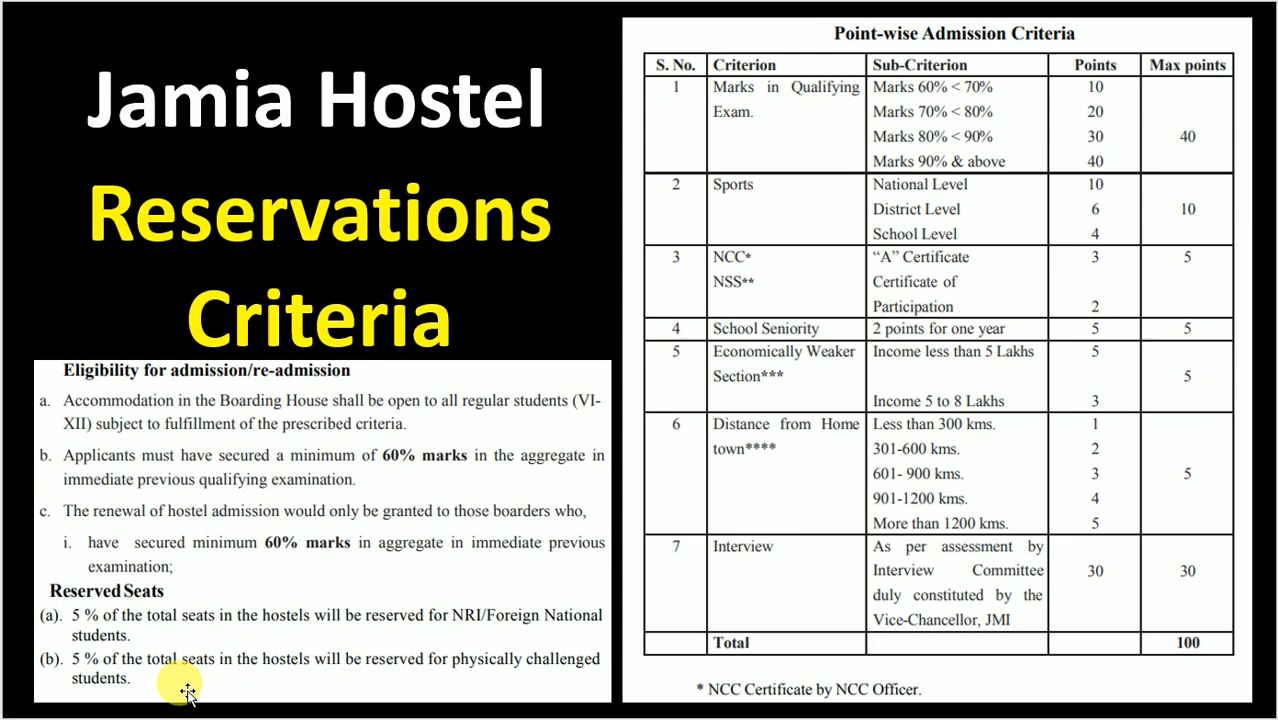 Jamia Hostel
Reservations
Criteria
Eligibility for admission/re-admission
a. Accommodation in the Boarding House shall be open to all regular students (VI-
XII) subject to fulfillment of the prescribed criteria.
b. Applicants must have secured a minimum of 60% marks in the aggregate in
immediate previous qualifying examination.
c. The renewal of hostel admission would only be granted to those boarders who,
i. have secured minimum 60% marks in aggregate in immediate previous
examination;
Reserved Seats
(a). 5 % of the total seats in the hostels will be reserved for NRI/Foreign National
students.
(b). 5 % of the total seats in the hostels will be reserved for physically challenged
students.
Point-wise Admission Criteria
S. No. Criterion Sub-Criterion Points Max points
1 Marks in Qualifying Marks 60% < 70% 10
Exam. Marks 70% < 80% 20
Marks 80% < 90% 30 40
Marks 90% & above 40
2 Sports National Level 10
District Level 6 10
School Level 4
3 NCC* “A” Certificate 3 5
NSS** Certificate of
Participation 2
4 School Seniority 2 points for one year 5 5
5 Economically Weaker Income less than 5 Lakhs 5
Section*** 5
Income 5 to 8 Lakhs 3
6 Distance from Home Less than 300 kms. 1
town**** 301-600 kms. 2
601- 900 kms. 3 5
901-1200 kms. 4
More than 1200 kms. 5
7 Interview As per assessment by
Interview Committee 30 30
duly constituted by the
Vice-Chancellor, JMI
Total 100
* NCC Certificate by NCC Officer.